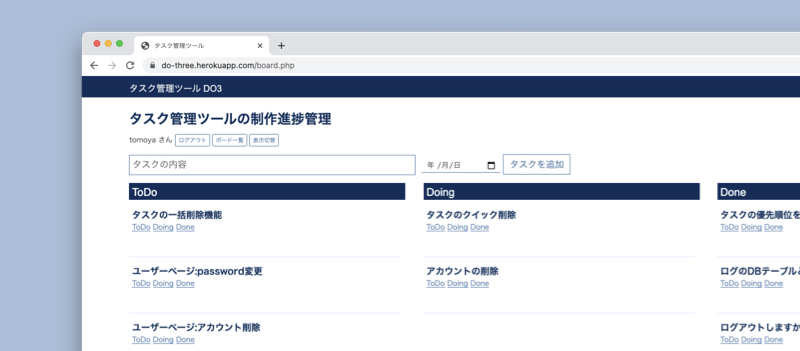 タスク管理ツール
do-three.herokuapp.com/board.php
タスク管理ツール DO3
タスク管理ツールの制作進捗管理
tomoya さん ログアウト ボード一覧 表示切替
タスクの内容 年 /月/日 タスクを追加
ToDo Doing Done
タスクの一括削除機能 タスクのクイック削除 タスクの優先順位を
ToDo Doing Done ToDo Doing Done ToDo Doing Done
ユーザーページ:password変更 アカウントの削除 ログのDBテーブル
ToDo Doing Done ToDo Doing Done ToDo Doing Done
ユーザーページ:アカウント削除 ログアウトしますか
ToDo Doing Done ToDo Doing Done